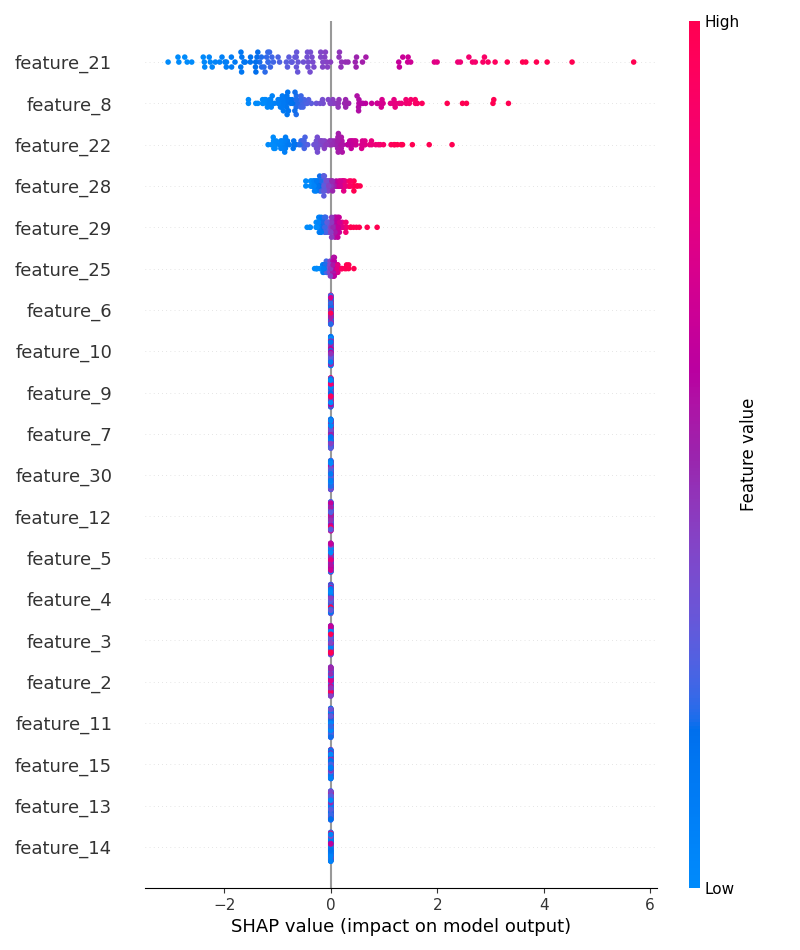 High
feature_21
feature_8
feature_22
feature_28
feature_29
feature_25
feature_6
feature_10
feature_9
feature_7
feature_30
feature_12
feature_5
feature_4
feature_3
feature_2
feature_11
feature_15
feature_13
feature_14
Feature value
Low
−2 0 2 4 6
SHAP value (impact on model output)